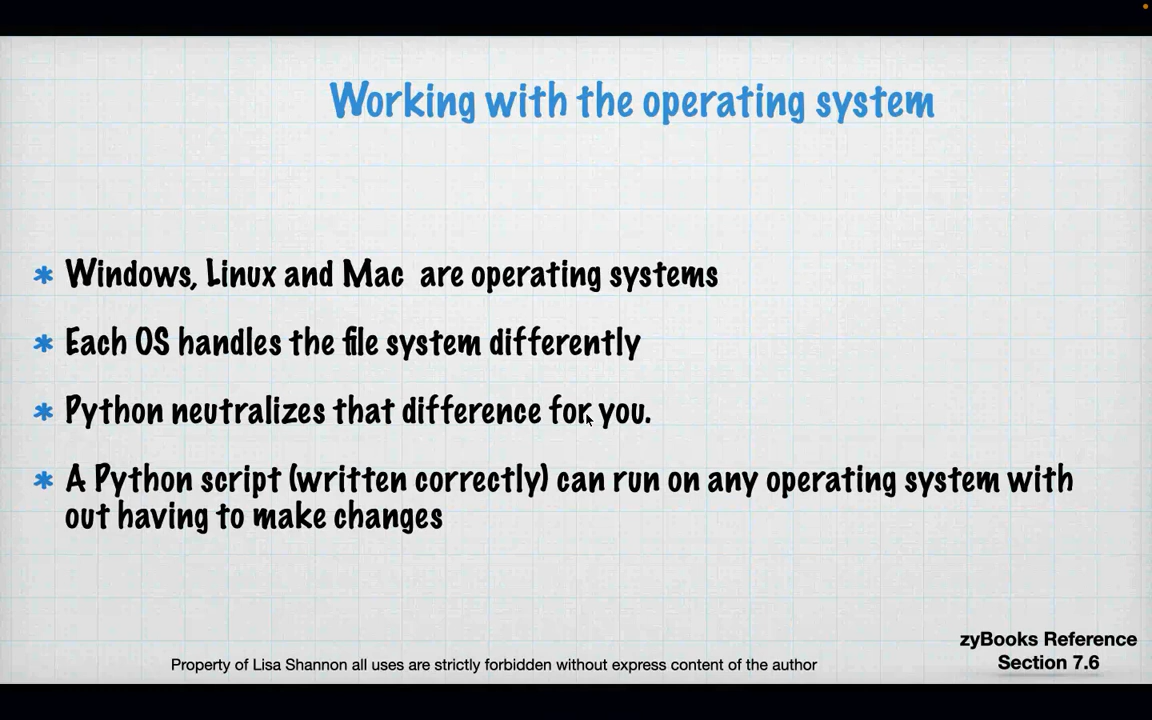 Working with the operating system
* Windows, Linux and Mac are operating systems
* Each OS handles the file system differently
* Python neutralizes that difference for you.
* A Python script (written correctly) can run on any operating system with
out having to make changes
zyBooks Reference
Section 7.6
Property of Lisa Shannon all uses are strictly forbidden without express content of the author